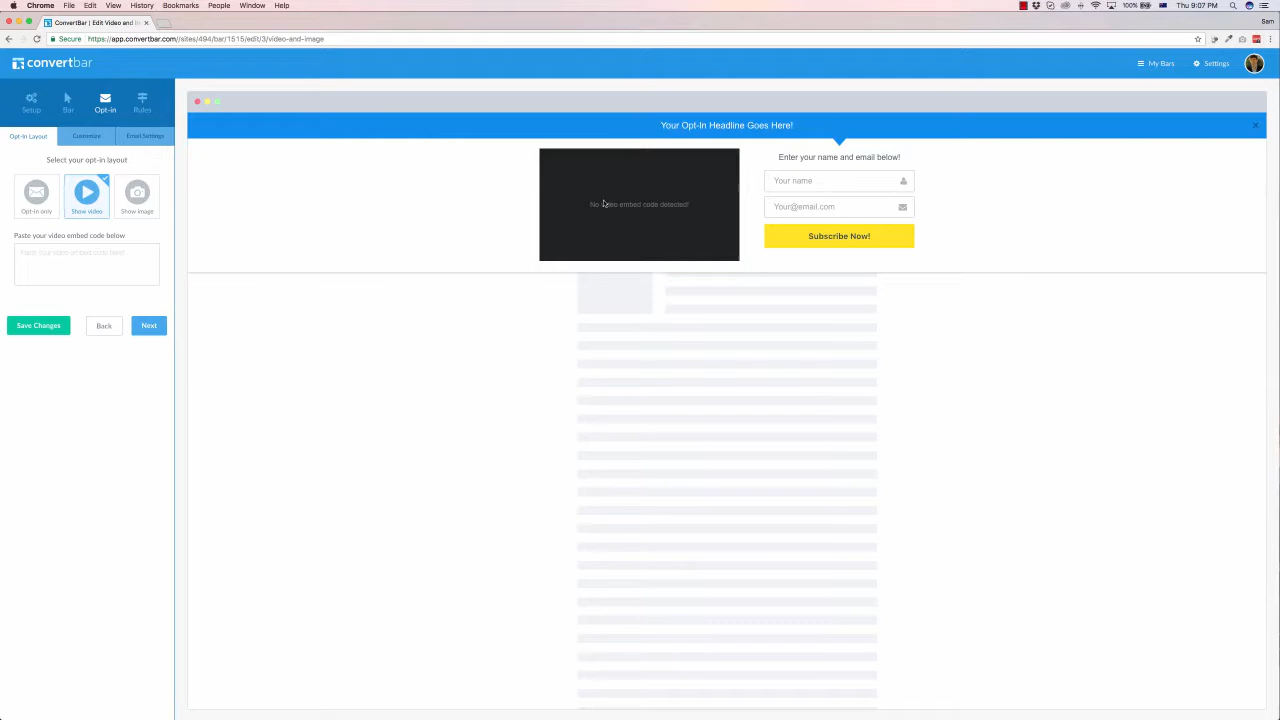 Chrome File Edit View History Bookmarks People Window Help 100% Thu 9:07 PM
ConvertBar | Edit Video and Im Sam
Secure https://app.convertbar.com//sites/494/bar/1515/edit/3/video-and-image
convertbar My Bars Settings
Setup Bar Opt-in Rules
Opt-In Layout Customize Email Settings
Your Opt-In Headline Goes Here!
Select your opt-in layout
Opt-in only Show video Show image
Enter your name and email below!
No video embed code detected!
Your name
Your@email.com
Subscribe Now!
Paste your video embed code below
Paste your video embed code here!
Save Changes Back Next